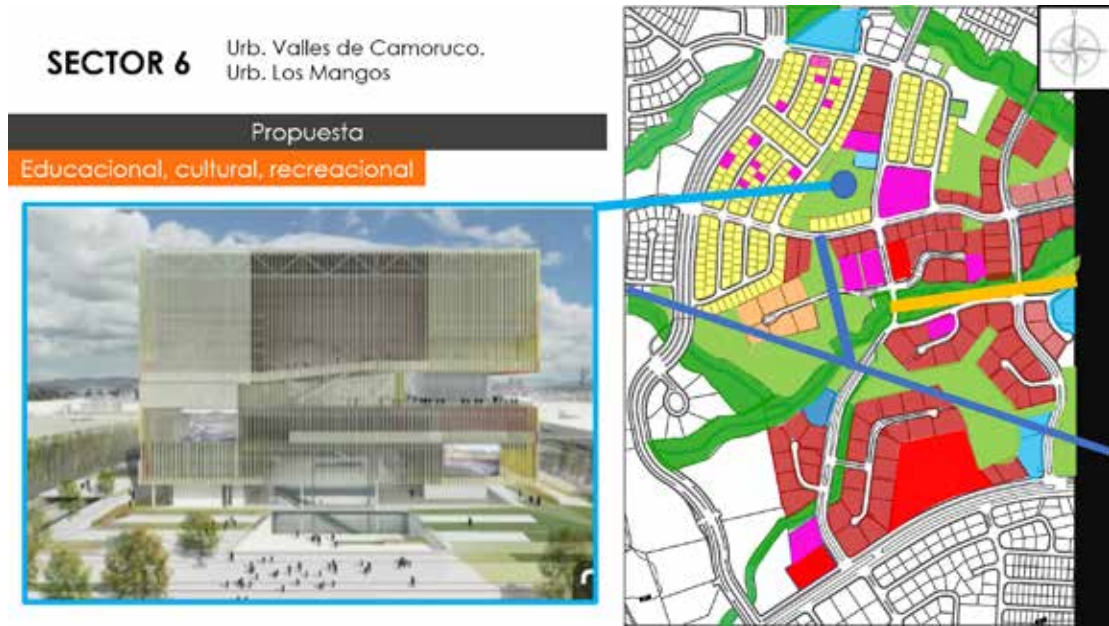 SECTOR 6
Urb. Valles de Camoruco.
Urb. Los Mangos
Propuesta
Educacional, cultural, recreacional